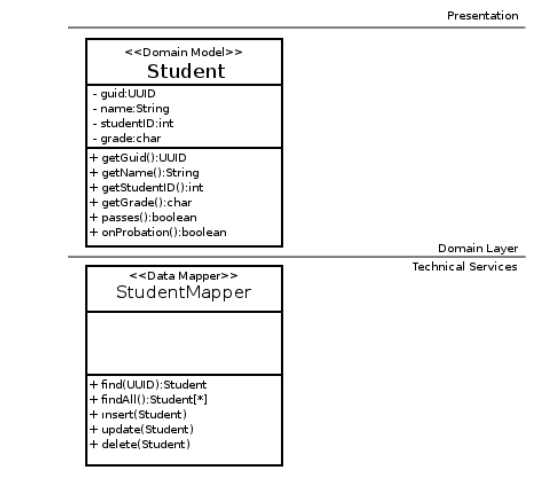 Presentation
<<Domain Model>>
Student
- guid:UUID
- name:String
- studentID:int
- grade:char
+ getGuid():UUID
+ getName():String
+ getStudentID():int
+ getGrade():char
+ passes():boolean
+ onProbation():boolean
Domain Layer
Technical Services
<<Data Mapper>>
StudentMapper
+ find(UUID):Student
+ findAll():Student[*]
+ insert(Student)
+ update(Student)
+ delete(Student)